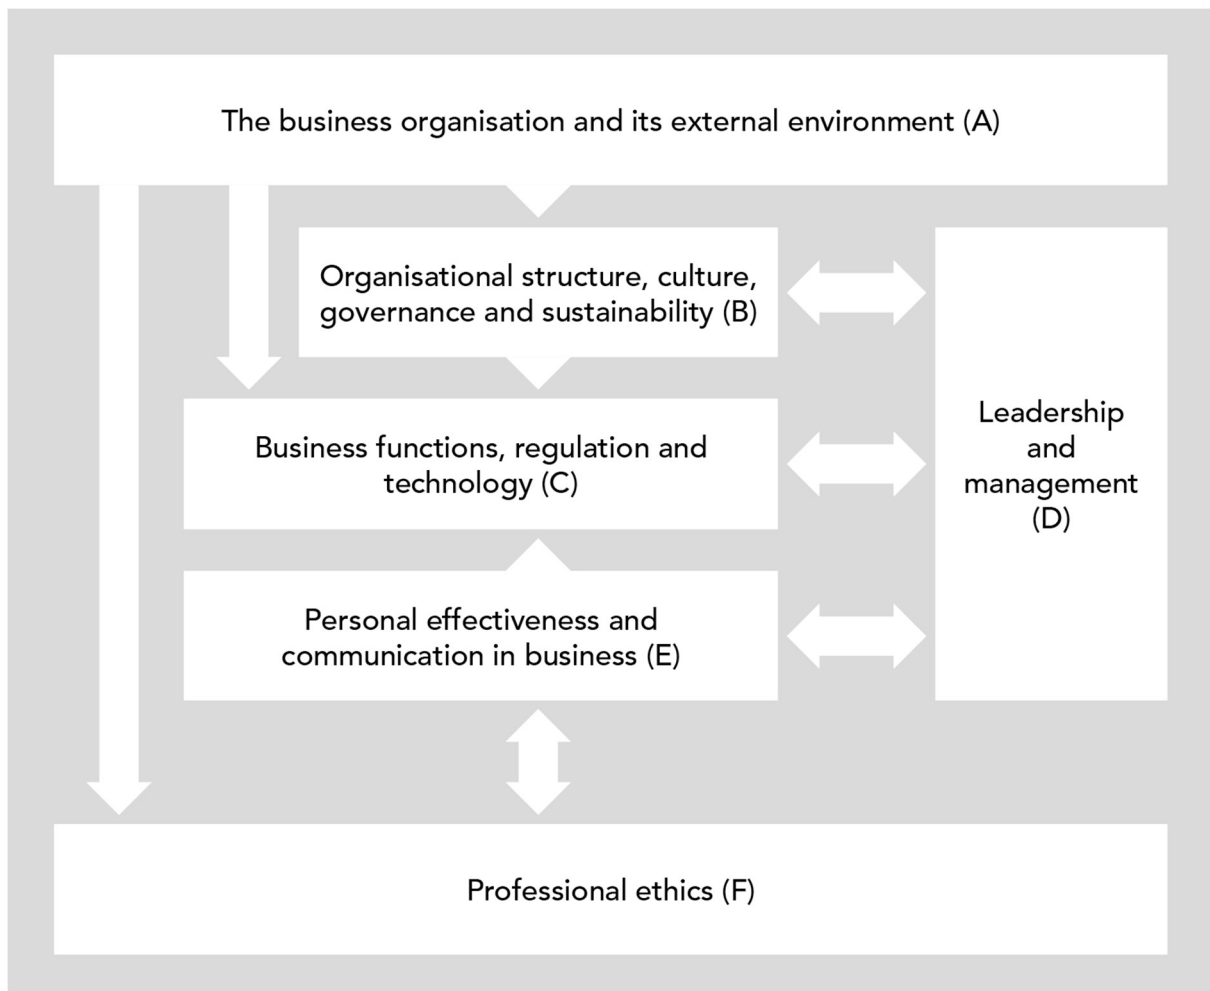 The business organisation and its external environment (A)
Organisational structure, culture,
governance and sustainability (B)
Business functions, regulation and
technology (C)
Leadership
and
management
(D)
Personal effectiveness and
communication in business (E)
Professional ethics (F)